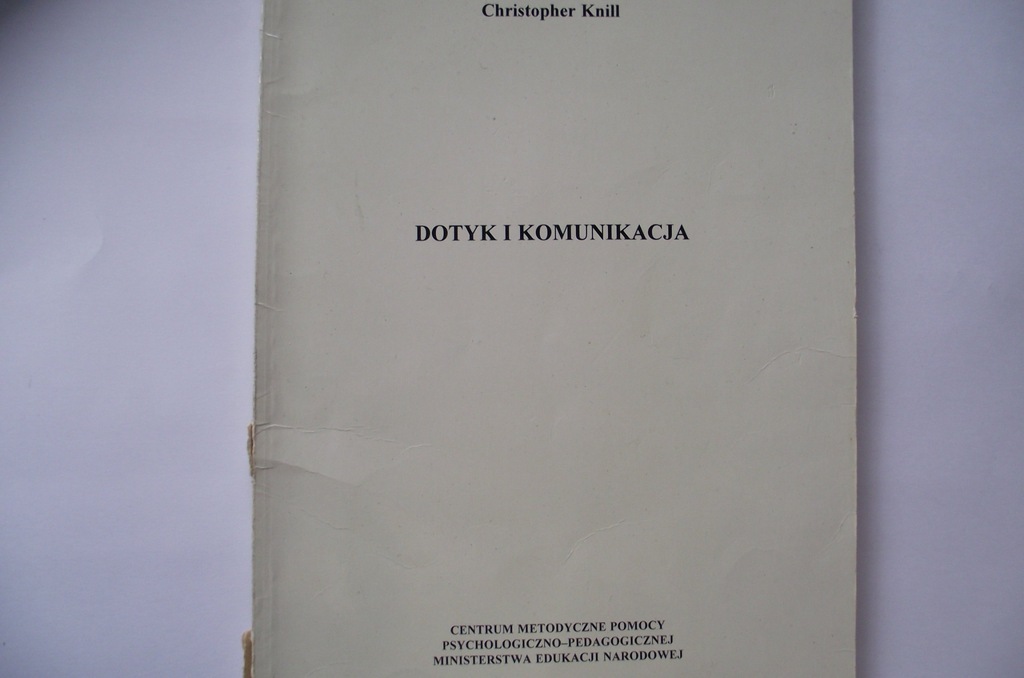 Christopher Knill
DOTYK I KOMUNIKACJA
CENTRUM METODYCZNE POMOCY
PSYCHOLOGICZNO–PEDAGOGICZNEJ
MINISTERSTWA EDUKACJI NARODOWEJ